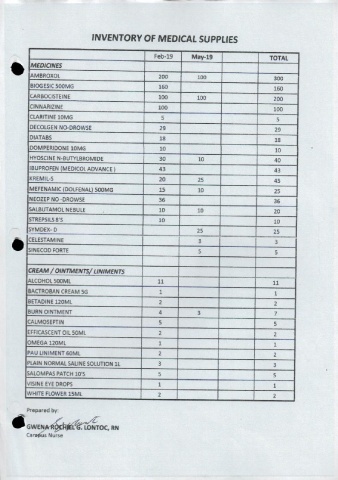 INVENTORY OF MEDICAL SUPPLIES
Feb-19 May-19 TOTAL
MEDICINES
AMBROXOL 200 100 300
BIOGESIC 500MG 160 160
CARBOCISTEINE 100 100 200
CINNARIZINE 100 100
CLARITINE 10MG 5 5
DECOLGEN NO-DROWSE 29 29
DIATABS 18 18
DOMPERIDONE 10MG 10 10
HYOSCINE N-BUTYLBROMIDE 30 10 40
IBUPROFEN (MEDICOL ADVANCE) 43 43
KREMIL-S 20 25 45
MEFENAMIC (DOLFENAL) 500MG 15 10 25
NEOZEP NO-DROWSE 36 36
SALBUTAMOL NEBULE 10 10 20
STREPSILS 8'S 10 10
SYMDEX- D 25 25
CELESTAMINE 3 3
SINECOD FORTE 5 5
CREAM / OINTMENTS/ LINIMENTS
ALCOHOL 500ML 11 11
BACTROBAN CREAM 5G 1 1
BETADINE 120ML 2 2
BURN OINTMENT 4 3 7
CALMOSEPTIN 5 5
EFFICASCENT OIL 50ML 2 2
OMEGA 120ML 1 1
PAU LINIMENT 60ML 2 2
PLAIN NORMAL SALINE SOLUTION 1L 3 3
SALOMPAS PATCH 10'S 5 5
VISINE EYE DROPS 1 1
WHITE FLOWER 15ML 2 2
Prepared by:
GWENA ROCHEL G. LONTOC, RN
Campus Nurse